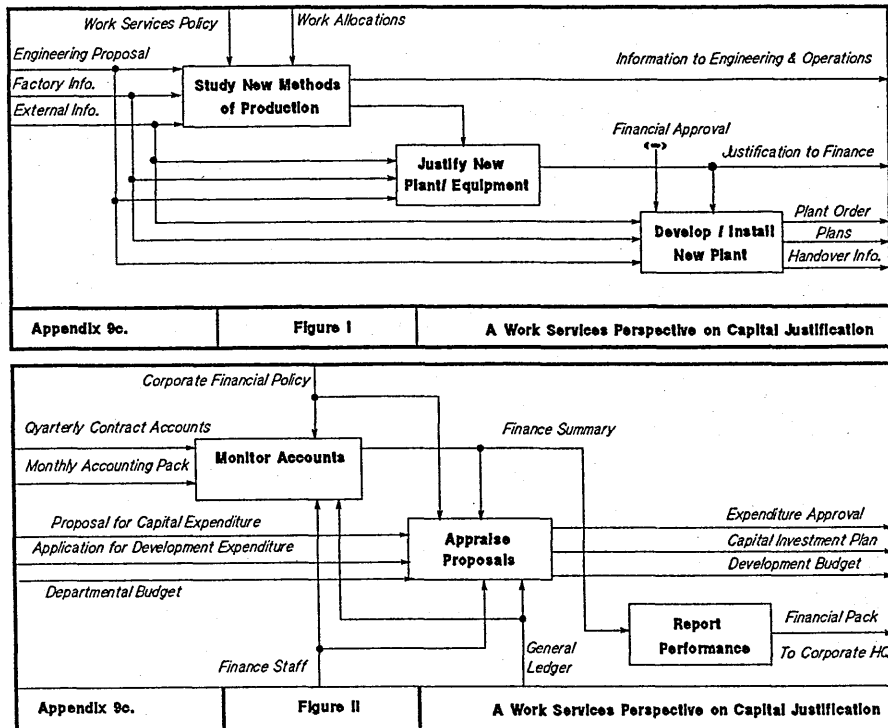 Work Services Policy
Work Allocations
Engineering Proposal
Factory Info.
External Info.
Study New Methods
of Production
Information to Engineering & Operations
Financial Approval
Justify New
Plant/ Equipment
Justification to Finance
Develop / Install
New Plant
Plant Order
Plans
Handover Info.
Appendix 9c.
Figure I
A Work Services Perspective on Capital Justification
Corporate Financial Policy
Qyarterly Contract Accounts
Monthly Accounting Pack
Monitor Accounts
Finance Summary
Proposal for Capital Expenditure
Application for Development Expenditure
Departmental Budget
Appraise
Proposals
Expenditure Approval
Capital Investment Plan
Development Budget
Report
Performance
Financial Pack
To Corporate HQ
Finance Staff
General
Ledger
Appendix 9c.
Figure II
A Work Services Perspective on Capital Justification